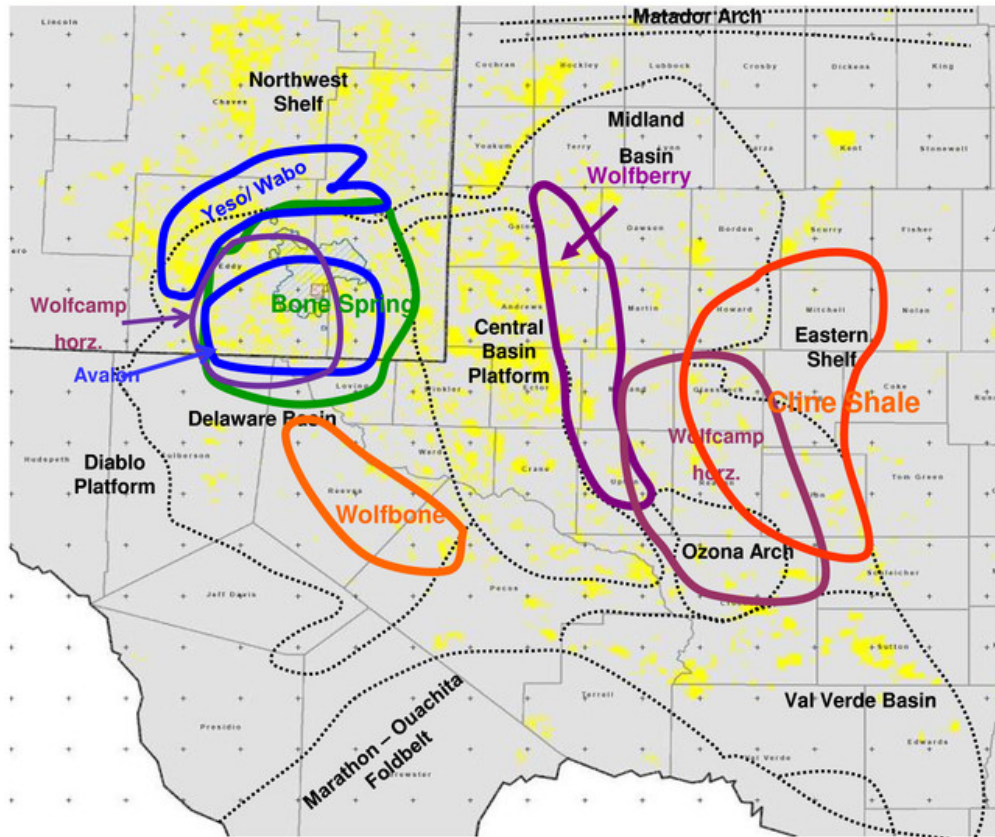 Matador Arch
Lincoln
Cochran
Hockley
Lubbock
Crosby
Dickens
King
Northwest
Shelf
Chaves
Midland
Basin
Yoakum
Terry
Lynn
Kent
Stonewall
Wolfberry
Yeso/ Wabo
Dawson
Borden
Scurry
Fisher
Eddy
Wolfcamp
horz.
Bone Spring
Andrews
Martin
Howard
Mitchell
Nolan
Central
Basin
Platform
Eastern
Shelf
Avalon
Loving
Winkler
Ector
Coke
Cline Shale
Delaware Basin
Diablo
Platform
Hudspeth
Ward
Crane
Wolfcamp
horz.
Tom Green
Reeves
Wolfbone
Ozona Arch
Schleicher
Jeff Davis
Pecos
Sutton
Terrell
Val Verde Basin
Marathon – Ouachita
Foldbelt
Presidio
Edwards
Val Verde